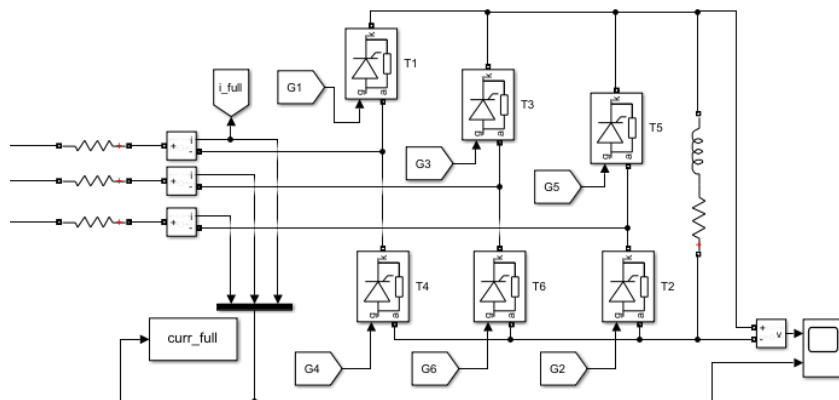 k
T1
g
a
G1
i_full
k
T3
g
a
G3
k
T5
g
a
G5
+
i
-
+
i
-
+
i
-
k
T4
g
a
G4
k
T6
g
a
G6
k
T2
g
a
G2
curr_full
+
v
-